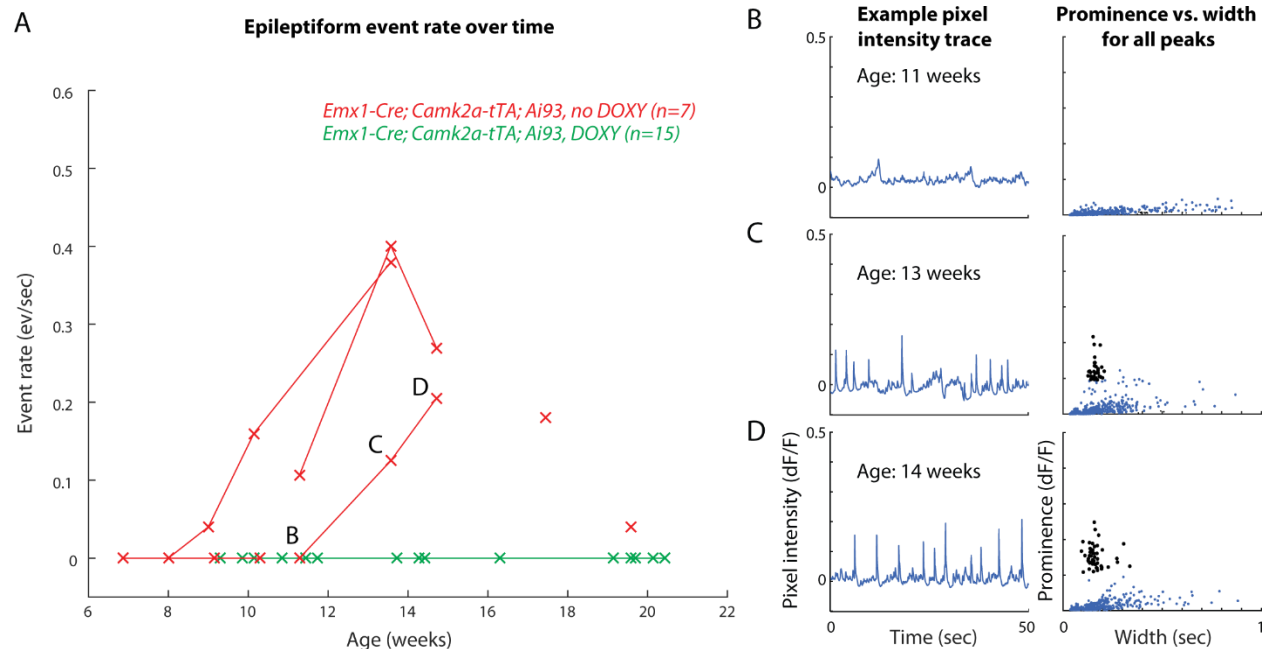 A
Epileptiform event rate over time
Emx1-Cre; Camk2a-tTA; Ai93, no DOXY (n=7)
Emx1-Cre; Camk2a-tTA; Ai93, DOXY (n=15)
0.6
0.5
0.4
0.3
0.2
0.1
0
Event rate (ev/sec)
B
C
D
6
8
10
12
14
16
18
20
22
Age (weeks)
B
Example pixel
intensity trace
Prominence vs. width
for all peaks
0.5
Age: 11 weeks
0
C
0.5
Age: 13 weeks
0
D
0.5
Age: 14 weeks
0
Pixel intensity (dF/F)
0
Time (sec)
50
Prominence (dF/F)
0
Width (sec)
1